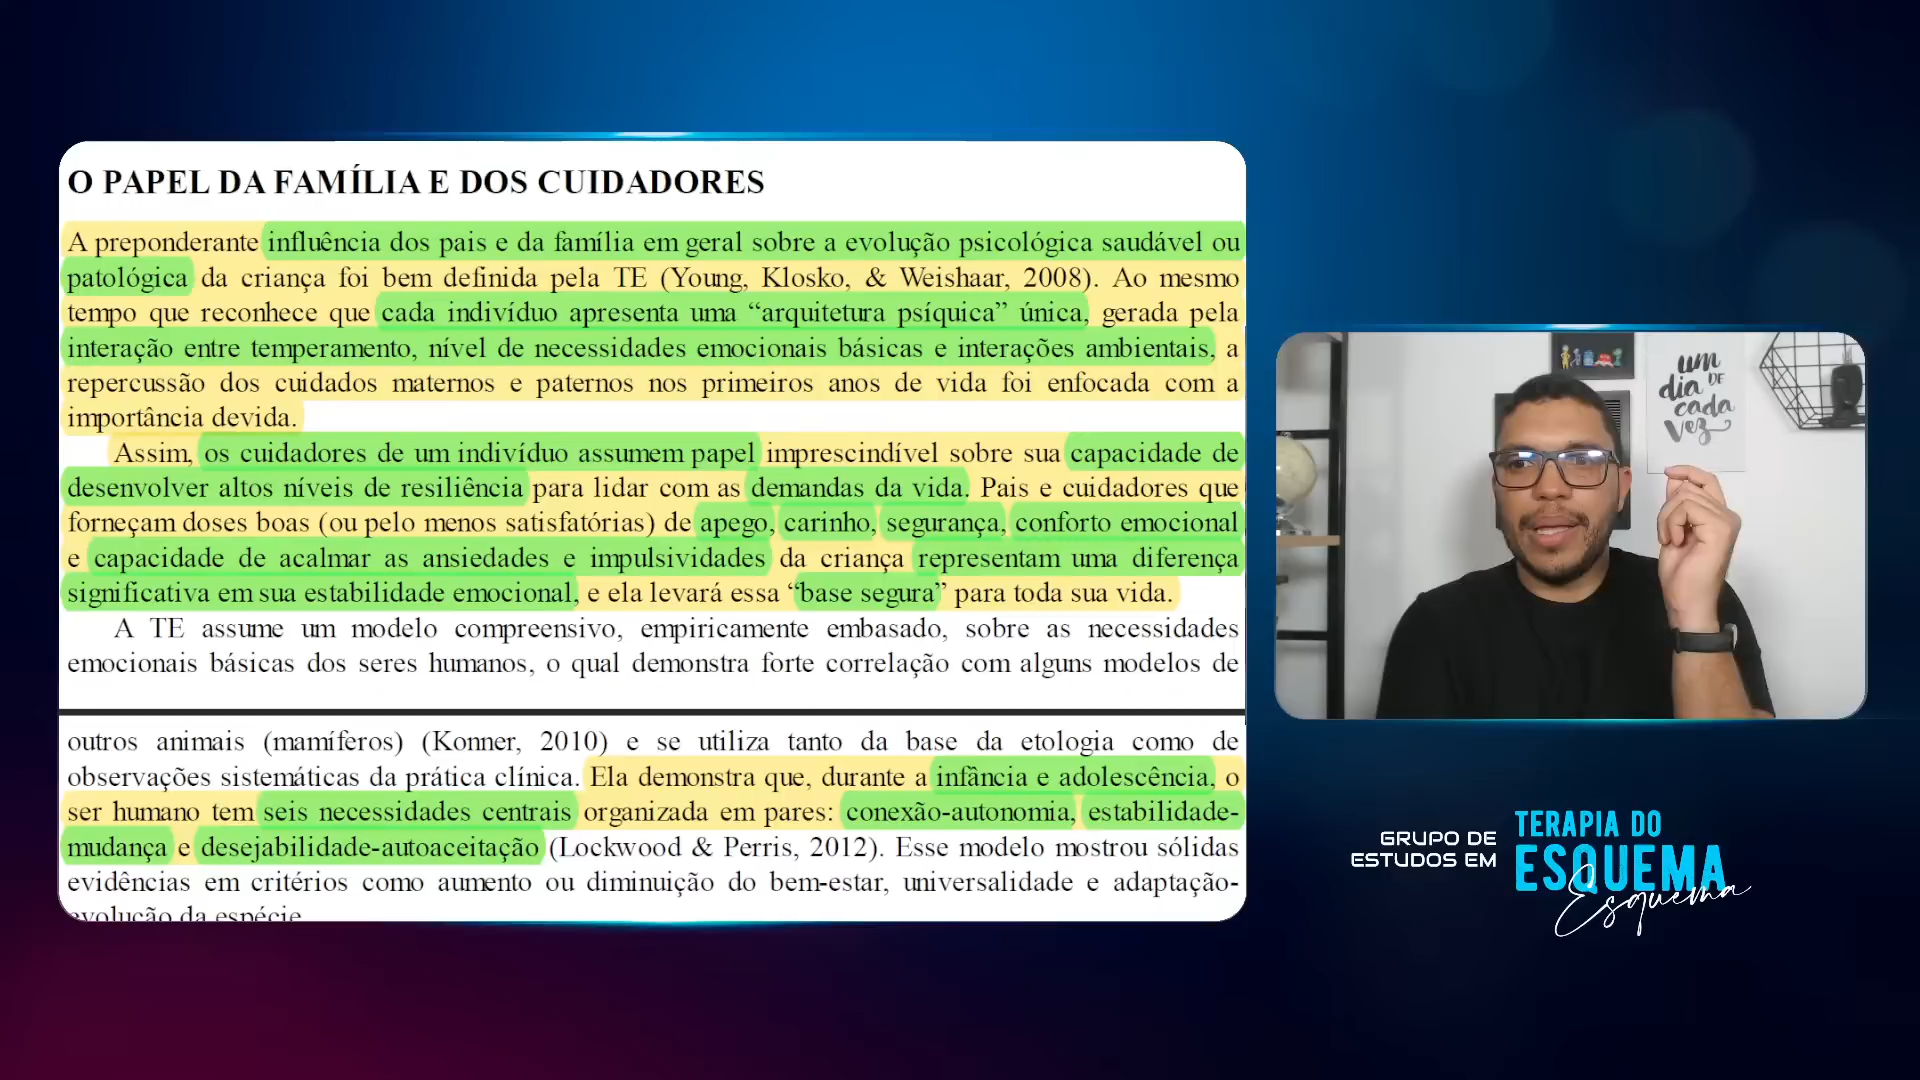 O PAPEL DA FAMÍLIA E DOS CUIDADORES
A preponderante influência dos pais e da família em geral sobre a evolução psicológica saudável ou
patológica da criança foi bem definida pela TE (Young, Klosko, & Weishaar, 2008). Ao mesmo
tempo que reconhece que cada indivíduo apresenta uma “arquitetura psíquica” única, gerada pela
interação entre temperamento, nível de necessidades emocionais básicas e interações ambientais, a
repercussão dos cuidados maternos e paternos nos primeiros anos de vida foi enfocada com a
importância devida.
Assim, os cuidadores de um indivíduo assumem papel imprescindível sobre sua capacidade de
desenvolver altos níveis de resiliência para lidar com as demandas da vida. Pais e cuidadores que
forneçam doses boas (ou pelo menos satisfatórias) de apego, carinho, segurança, conforto emocional
e capacidade de acalmar as ansiedades e impulsividades da criança representam uma diferença
significativa em sua estabilidade emocional, e ela levará essa “base segura” para toda sua vida.
A TE assume um modelo compreensivo, empiricamente embasado, sobre as necessidades
emocionais básicas dos seres humanos, o qual demonstra forte correlação com alguns modelos de
outros animais (mamíferos) (Konner, 2010) e se utiliza tanto da base da etologia como de
observações sistemáticas da prática clínica. Ela demonstra que, durante a infância e adolescência, o
ser humano tem seis necessidades centrais organizada em pares: conexão-autonomia, estabilidade-
mudança e desejabilidade-autoaceitação (Lockwood & Perris, 2012). Esse modelo mostrou sólidas
evidências em critérios como aumento ou diminuição do bem-estar, universalidade e adaptação-
evolução da espécie
um
dia DE
cada
vez
GRUPO DE
ESTUDOS EM
TERAPIA DO
ESQUEMA
Esquema